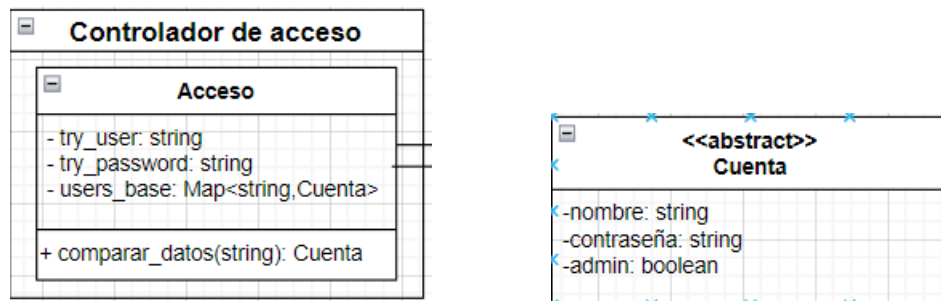 Controlador de acceso
Acceso
- try_user: string
- try_password: string
- users_base: Map<string,Cuenta>
+ comparar_datos(string): Cuenta
<<abstract>>
Cuenta
-nombre: string
-contraseña: string
-admin: boolean